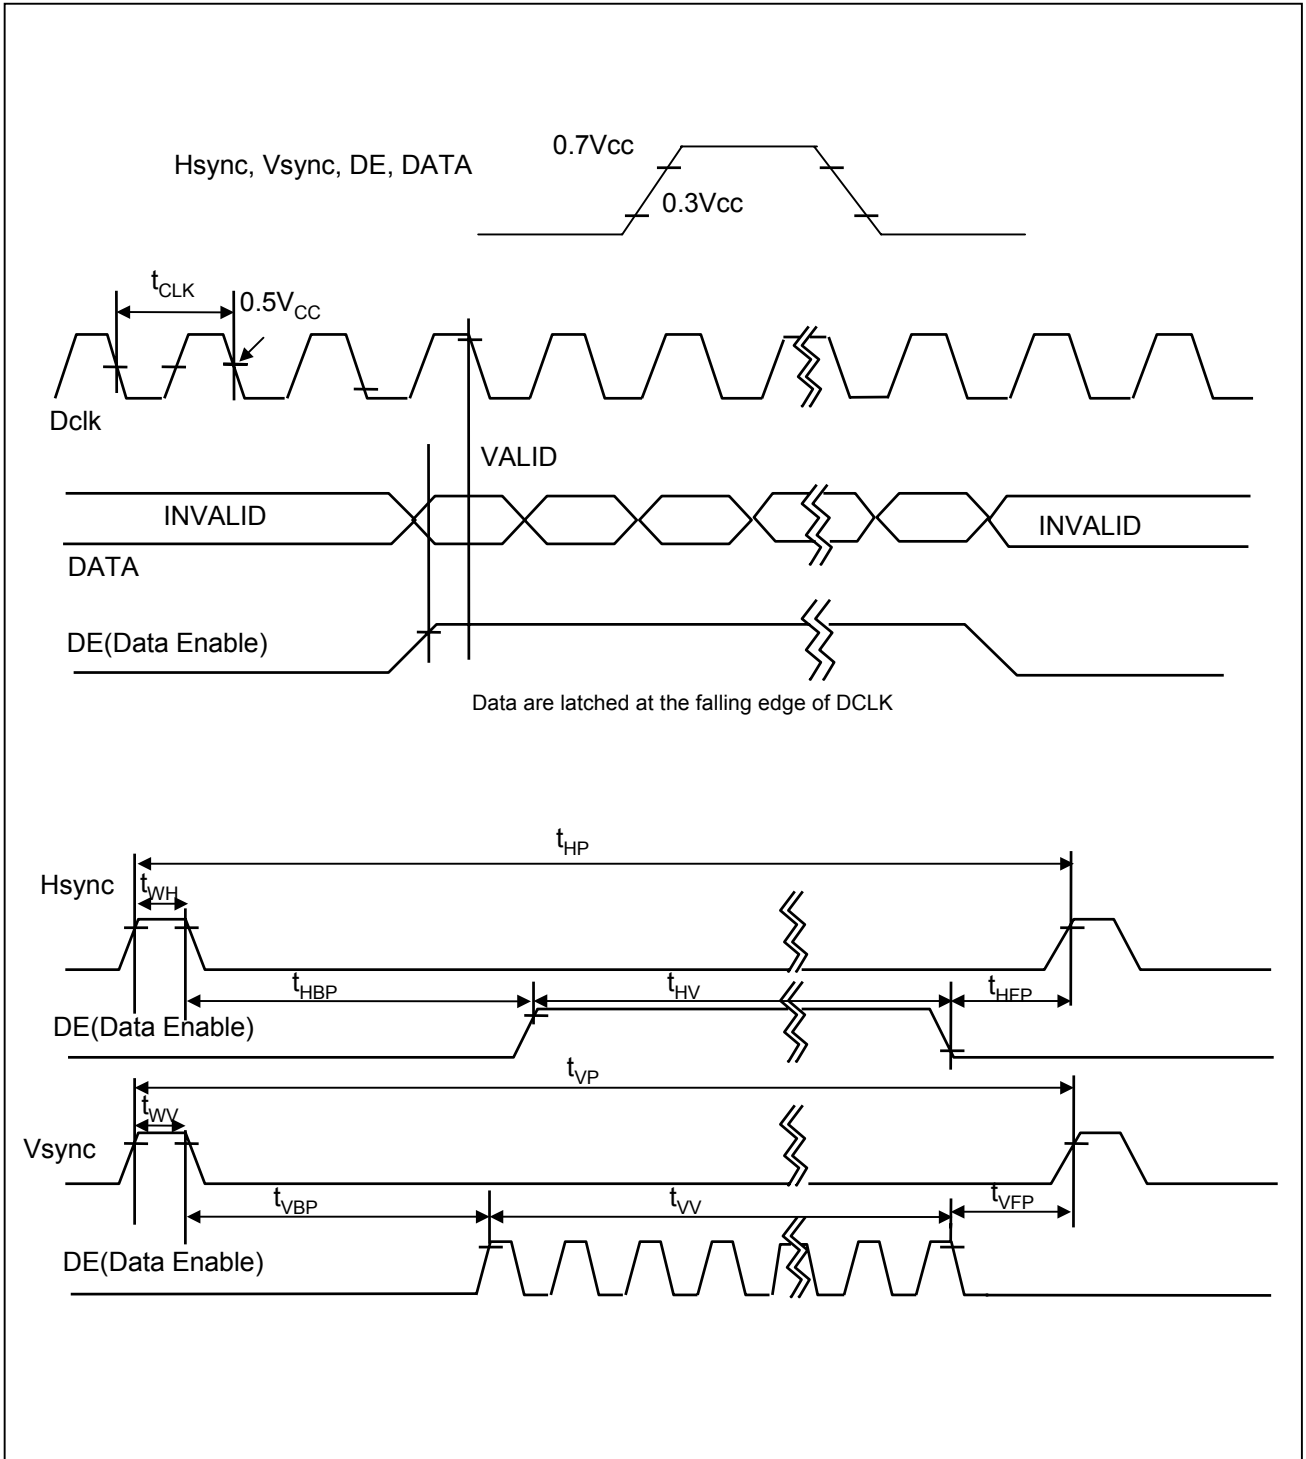 0.7Vcc
Hsync, Vsync, DE, DATA
0.3Vcc
tCLK
0.5VCC
Dclk
VALID
INVALID
INVALID
DATA
DE(Data Enable)
Data are latched at the falling edge of DCLK
tHP
Hsync
tWH
tHBP
tHV
tHFP
DE(Data Enable)
tVP
tWV
Vsync
tVBP
tVV
tVFP
DE(Data Enable)